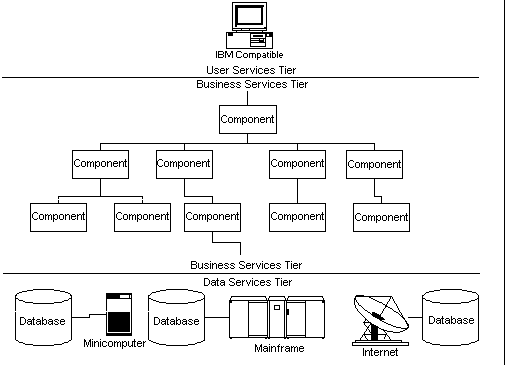 IBM Compatible
User Services Tier
Business Services Tier
Component
Component Component Component Component
Component Component Component Component Component
Business Services Tier
Data Services Tier
Database Minicomputer Database Mainframe Internet Database